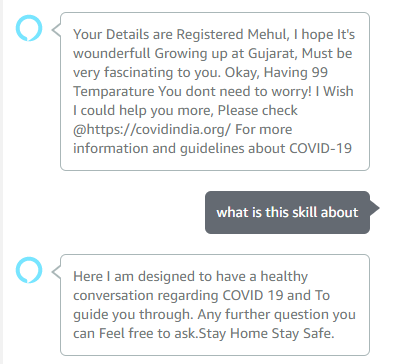 Your Details are Registered Mehul, I hope It's
wounderfull Growing up at Gujarat, Must be
very fascinating to you. Okay, Having 99
Temparature You dont need to worry! I Wish
I could help you more, Please check
@https://covidindia.org/ For more
information and guidelines about COVID-19
what is this skill about
Here I am designed to have a healthy
conversation regarding COVID 19 and To
guide you through. Any further question you
can Feel free to ask.Stay Home Stay Safe.